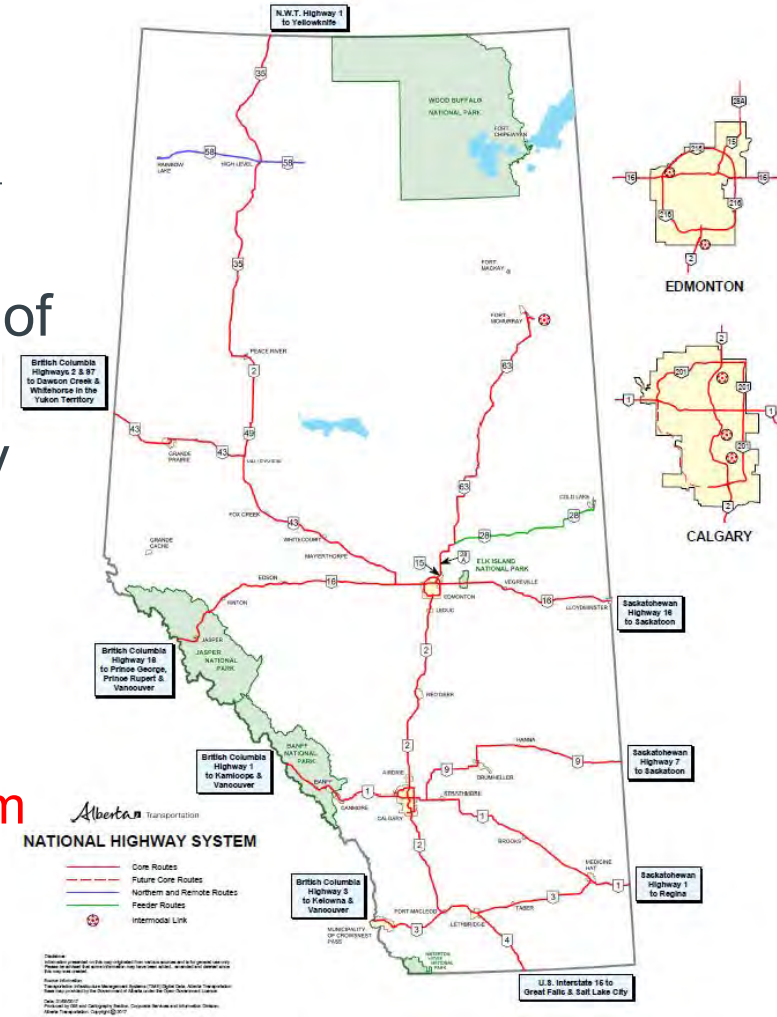 N.W.T. Highway 1
to Yellowknife
35
WOOD BUFFALO
NATIONAL PARK
FORT
CHIPEWYAN
58
58
RAINBOW
LAKE
HIGH LEVEL
35
FORT
MACKAY
FORT
MCMURRAY
of
British Columbia
Highways 2 & 97
to Dawson Creek &
Whitehorse in the
Yukon Territory
PEACE RIVER
2
63
43
49
GRANDE
PRAIRIE
43
VALLEYVIEW
63
COLD LAKE
FOX CREEK
43
28
28
WHITECOURT
GRANDE
CACHE
MAYERTHORPE
15
28
A
ELK ISLAND
NATIONAL PARK
EDSON
16
VEGREVILLE
HINTON
EDMONTON
16
LEDUC
LLOYDMINSTER
Saskatchewan
Highway 16
to Saskatoon
JASPER
JASPER
NATIONAL
PARK
British Columbia
Highway 16
to Prince George,
Prince Rupert &
Vancouver
2
RED DEER
BANFF
NATIONAL
PARK
2
HANNA
9
9
British Columbia
Highway 1
to Kamloops &
Vancouver
AIRDRIE
DRUMHELLER
Saskatchewan
Highway 7
to Saskatoon
BANFF
1
STRATHMORE
CANMORE
CALGARY
1
2
BROOKS
MEDICINE
HAT
1
Saskatchewan
Highway 1
to Regina
British Columbia
Highway 3
to Kelowna &
Vancouver
3
TABER
FORT MACLEOD
LETHBRIDGE
MUNICIPALITY
OF CROWSNEST
PASS
3
4
WATERTON
LAKES
NATIONAL
PARK
U.S. Interstate 15 to
Great Falls & Salt Lake City
28A
15
216
16
16
216
216
2
EDMONTON
2
201
201
1
1
201
2
CALGARY
Alberta Transportation
NATIONAL HIGHWAY SYSTEM
Core Routes
Future Core Routes
Northern and Remote Routes
Feeder Routes
Intermodal Link